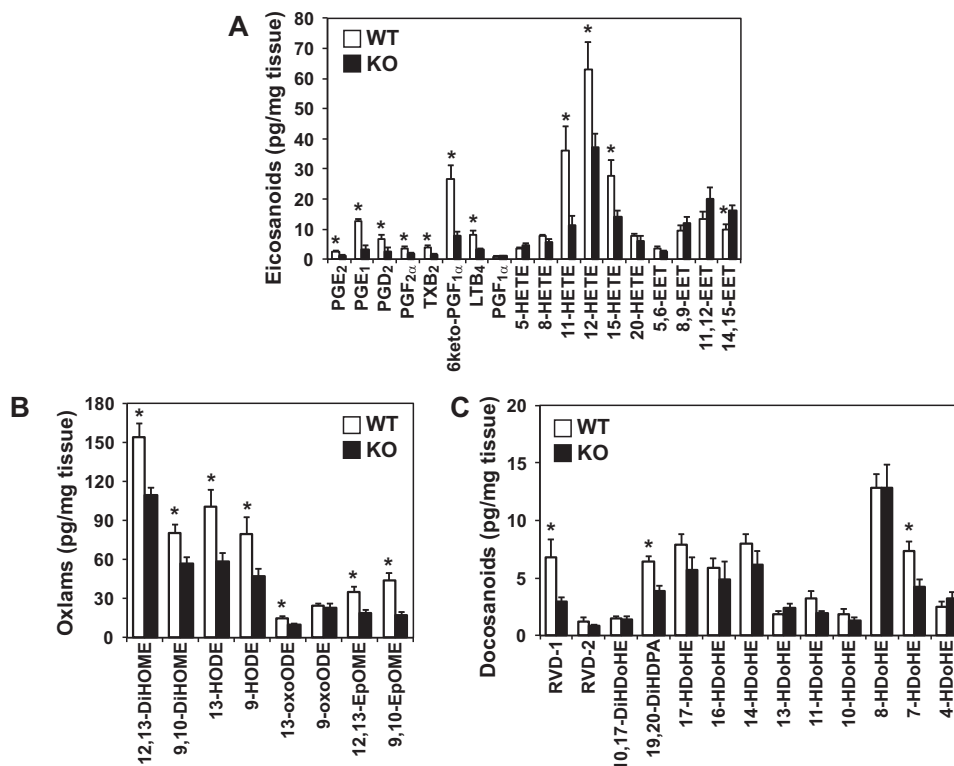 A
Eicosanoids (pg/mg tissue)
80
70
60
50
40
30
20
10
0
WT
KO
*
*
*
*
*
*
*
*
*
*
*
PGE2
PGE1
PGD2
PGF2α
TXB2
6keto-PGF1α
LTB4
PGF1α
5-HETE
8-HETE
11-HETE
12-HETE
15-HETE
20-HETE
5,6-EET
8,9-EET
11,12-EET
14,15-EET
B
Oxlams (pg/mg tissue)
180
150
120
90
60
30
0
WT
KO
*
*
*
*
*
*
*
12,13-DiHOME
9,10-DiHOME
13-HODE
9-HODE
13-oxoODE
9-oxoODE
12,13-EpOME
9,10-EpOME
C
Docosanoids (pg/mg tissue)
20
15
10
5
0
WT
KO
*
*
*
RVD-1
RVD-2
10,17-DiHDoHE
19,20-DiHDPA
17-HDoHE
16-HDoHE
14-HDoHE
13-HDoHE
11-HDoHE
10-HDoHE
8-HDoHE
7-HDoHE
4-HDoHE